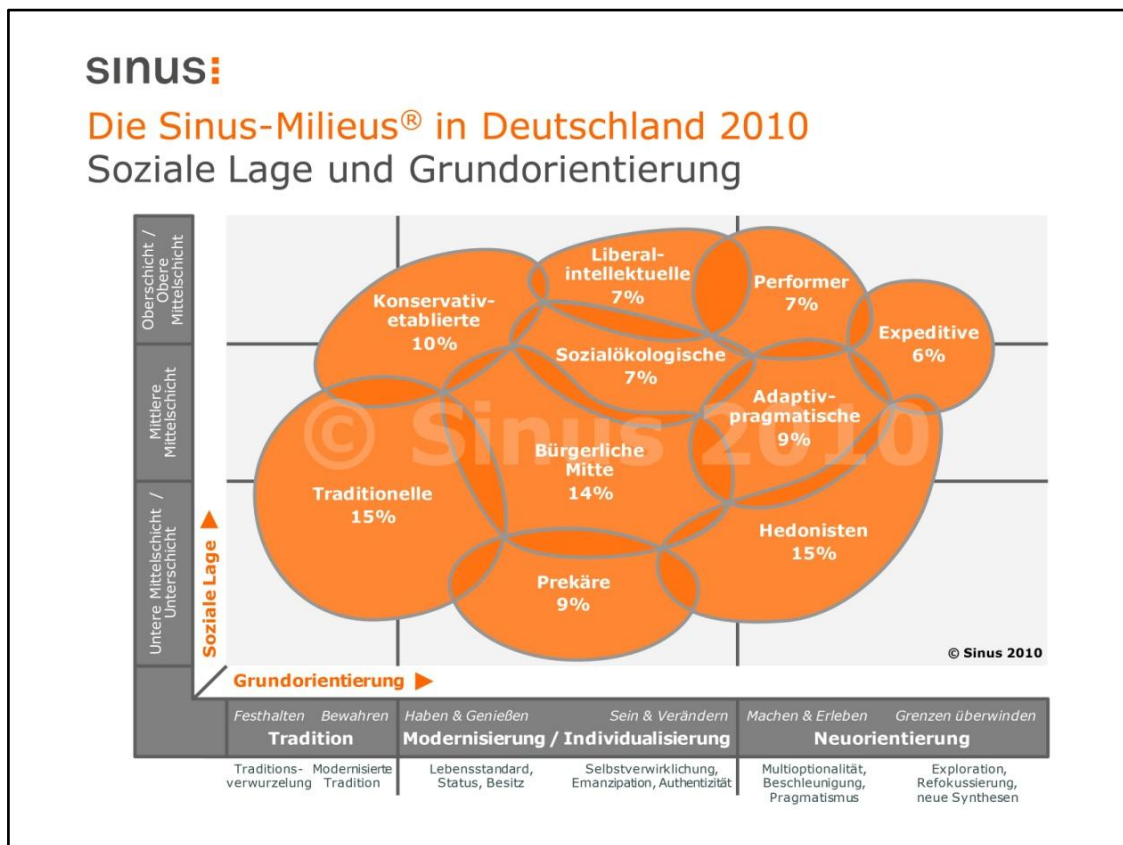 sinus
Die Sinus-Milieus® in Deutschland 2010
Soziale Lage und Grundorientierung
Oberschicht /
Obere
Mittelschicht
Mittlere
Mittelschicht
Untere Mittelschicht /
Unterschicht
Soziale Lage ▶
Konservativ-
etablierte
10%
Liberal-
intellektuelle
7%
Performer
7%
Expeditive
6%
Sozialökologische
7%
Adaptiv-
pragmatische
9%
© Sinus 2010
Bürgerliche
Mitte
14%
Traditionelle
15%
Hedonisten
15%
Prekäre
9%
© Sinus 2010
Grundorientierung ▶
Festhalten Bewahren Haben & Genießen Sein & Verändern Machen & Erleben Grenzen überwinden
Tradition Modernisierung / Individualisierung Neuorientierung
Traditions-
verwurzelung
Modernisierte
Tradition
Lebensstandard,
Status, Besitz
Selbstverwirklichung,
Emanzipation, Authentizität
Multioptionalität,
Beschleunigung,
Pragmatismus
Exploration,
Refokussierung,
neue Synthesen